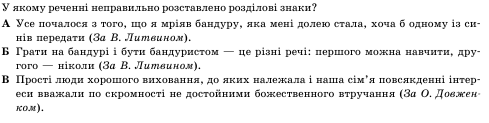 У якому реченні неправильно розставлено розділові знаки?
А Усе почалося з того, що я мріяв бандуру, яка мені долею стала, хоча б одному із си-
нів передати (За В. Литвином).
Б Грати на бандурі і бути бандуристом — це різні речі: першого можна навчити, дру-
гого — ніколи (За В. Литвином).
В Прості люди хорошого виховання, до яких належала і наша сім’я повсякденні інтер-
еси вважали по скромності не достойними божественного втручання (За О. Довжен-
ком).